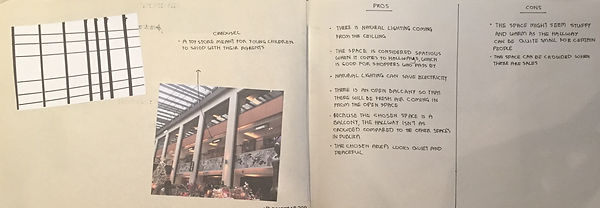 CAROUSEL
- A TOY STORE MEANT FOR YOUNG CHILDREN
TO WIND WITH THEIR PARENTS
PROS
- THERE IS NATURAL LIGHTING COMING
FROM THE CEILING
- THE SPACE IS CONSIDERED SPATIOUS
WHEN IT COMES TO HALLWAYS, WHICH
IS GOOD FOR SHOPPERS WHO PASS BY
- NATURAL LIGHTING CAN SAVE ELECTRICITY
- THERE IS AN OPEN BALCONY SO THAT
THERE WILL BE FRESH AIR COMING IN
FROM THE OPEN SPACE
- BECAUSE THE CHOSEN SPACE IS A
BALCONY, THE HALLWAY ISN'T AS
CROWDED COMPARED TO THE OTHER SPACES
IN PUBLIKA
- THE CHOSEN AREA LOOKS QUIET AND
PEACEFUL
CONS
- THE SPACE MIGHT SEEM STUFFY
AND WARM AS THE HALLWAY
CAN BE QUITE SMALL FOR CERTAIN
PEOPLE
- THE SPACE CAN BE CROWDED WHEN
THERE ARE SALES